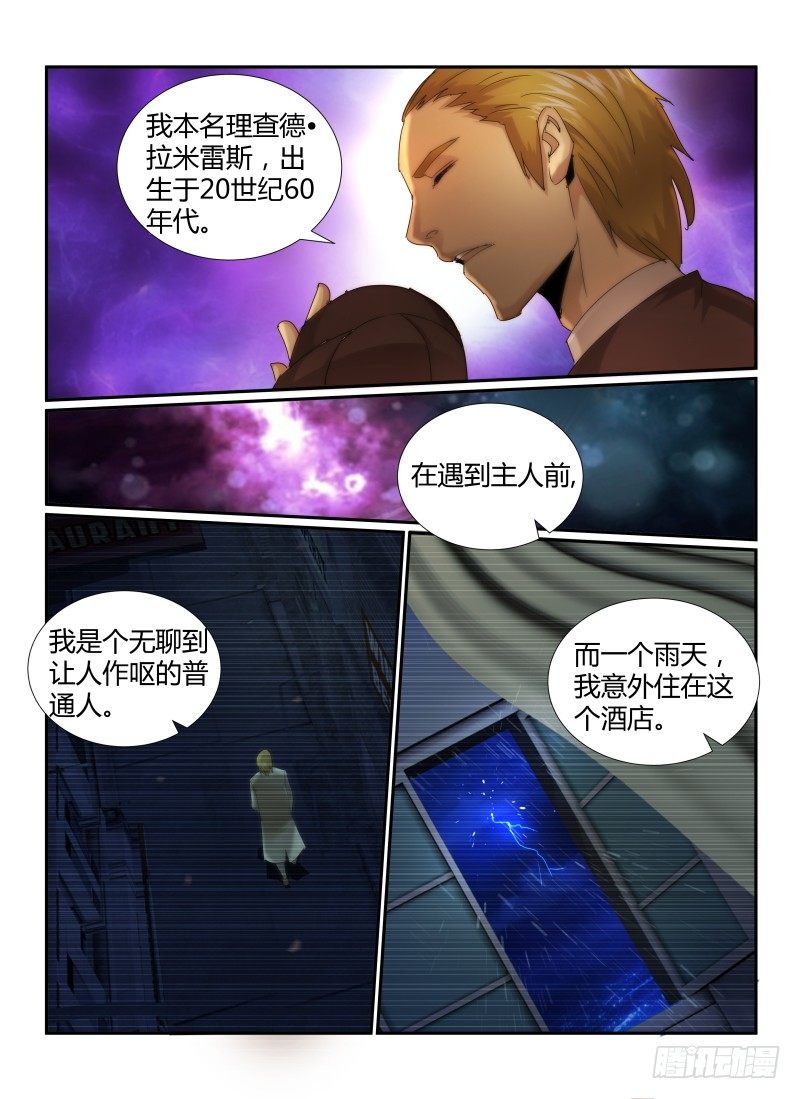 我本名理查德•
拉米雷斯，出
生于20世纪60
年代。
在遇到主人前,
AURANT
我是个无聊到
让人作呕的普
通人。
而一个雨天，
我意外住在这
个酒店。
腾讯动漫